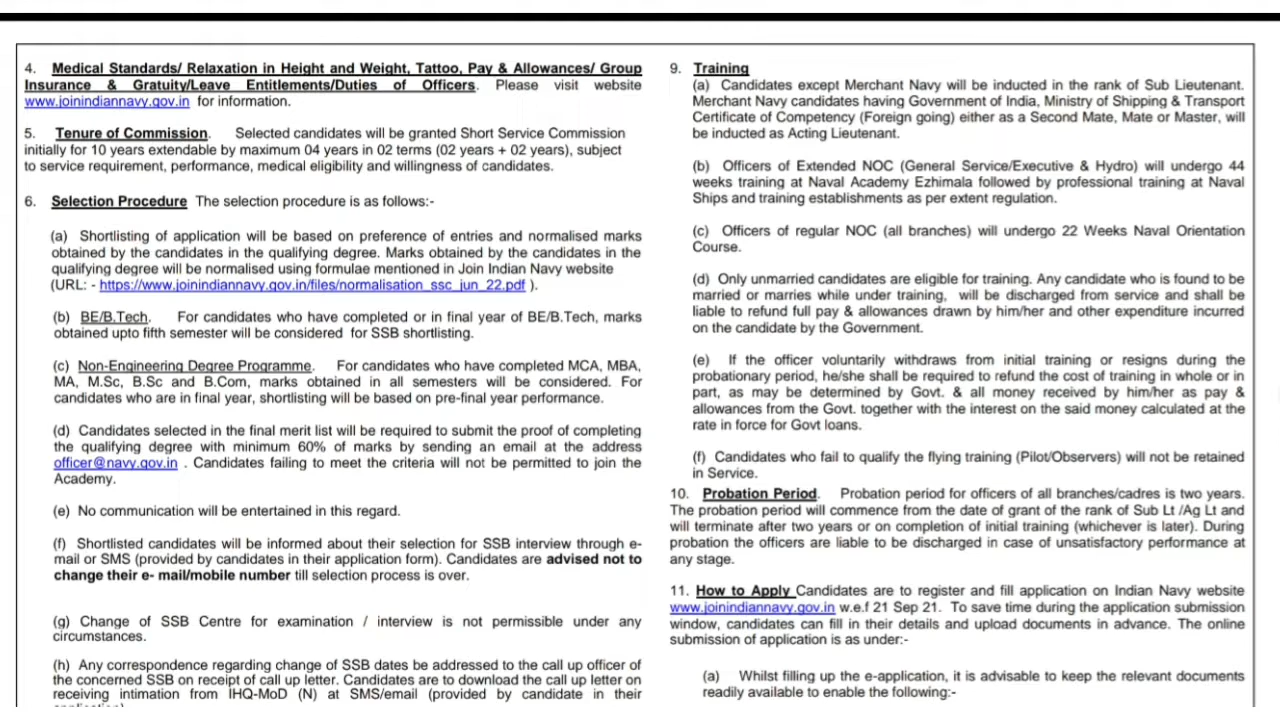 4. Medical Standards/ Relaxation in Height and Weight, Tattoo, Pay & Allowances/ Group
Insurance & Gratuity/Leave Entitlements/Duties of Officers. Please visit website
www.joinindiannavy.gov.in for information.
5. Tenure of Commission. Selected candidates will be granted Short Service Commission
initially for 10 years extendable by maximum 04 years in 02 terms (02 years + 02 years), subject
to service requirement, performance, medical eligibility and willingness of candidates.
6. Selection Procedure The selection procedure is as follows:-
(a) Shortlisting of application will be based on preference of entries and normalised marks
obtained by the candidates in the qualifying degree. Marks obtained by the candidates in the
qualifying degree will be normalised using formulae mentioned in Join Indian Navy website
(URL: - https://www.joinindiannavy.gov.in/files/normalisation_ssc_jun_22.pdf ).
(b) BE/B.Tech. For candidates who have completed or in final year of BE/B.Tech, marks
obtained upto fifth semester will be considered for SSB shortlisting.
(c) Non-Engineering Degree Programme. For candidates who have completed MCA, MBA,
MA, M.Sc, B.Sc and B.Com, marks obtained in all semesters will be considered. For
candidates who are in final year, shortlisting will be based on pre-final year performance.
(d) Candidates selected in the final merit list will be required to submit the proof of completing
the qualifying degree with minimum 60% of marks by sending an email at the address
officer@navy.gov.in . Candidates failing to meet the criteria will not be permitted to join the
Academy.
(e) No communication will be entertained in this regard.
(f) Shortlisted candidates will be informed about their selection for SSB interview through e-
mail or SMS (provided by candidates in their application form). Candidates are advised not to
change their e- mail/mobile number till selection process is over.
(g) Change of SSB Centre for examination / interview is not permissible under any
circumstances.
(h) Any correspondence regarding change of SSB dates be addressed to the call up officer of
the concerned SSB on receipt of call up letter. Candidates are to download the call up letter on
receiving intimation from IHQ-MoD (N) at SMS/email (provided by candidate in their
9. Training
(a) Candidates except Merchant Navy will be inducted in the rank of Sub Lieutenant.
Merchant Navy candidates having Government of India, Ministry of Shipping & Transport
Certificate of Competency (Foreign going) either as a Second Mate, Mate or Master, will
be inducted as Acting Lieutenant.
(b) Officers of Extended NOC (General Service/Executive & Hydro) will undergo 44
weeks training at Naval Academy Ezhimala followed by professional training at Naval
Ships and training establishments as per extent regulation.
(c) Officers of regular NOC (all branches) will undergo 22 Weeks Naval Orientation
Course.
(d) Only unmarried candidates are eligible for training. Any candidate who is found to be
married or marries while under training, will be discharged from service and shall be
liable to refund full pay & allowances drawn by him/her and other expenditure incurred
on the candidate by the Government.
(e) If the officer voluntarily withdraws from initial training or resigns during the
probationary period, he/she shall be required to refund the cost of training in whole or in
part, as may be determined by Govt. & all money received by him/her as pay &
allowances from the Govt. together with the interest on the said money calculated at the
rate in force for Govt loans.
(f) Candidates who fail to qualify the flying training (Pilot/Observers) will not be retained
in Service.
10. Probation Period. Probation period for officers of all branches/cadres is two years.
The probation period will commence from the date of grant of the rank of Sub Lt /Ag Lt and
will terminate after two years or on completion of initial training (whichever is later). During
probation the officers are liable to be discharged in case of unsatisfactory performance at
any stage.
11. How to Apply Candidates are to register and fill application on Indian Navy website
www.joinindiannavy.gov.in w.e.f 21 Sep 21. To save time during the application submission
window, candidates can fill in their details and upload documents in advance. The online
submission of application is as under:-
(a) Whilst filling up the e-application, it is advisable to keep the relevant documents
readily available to enable the following:-